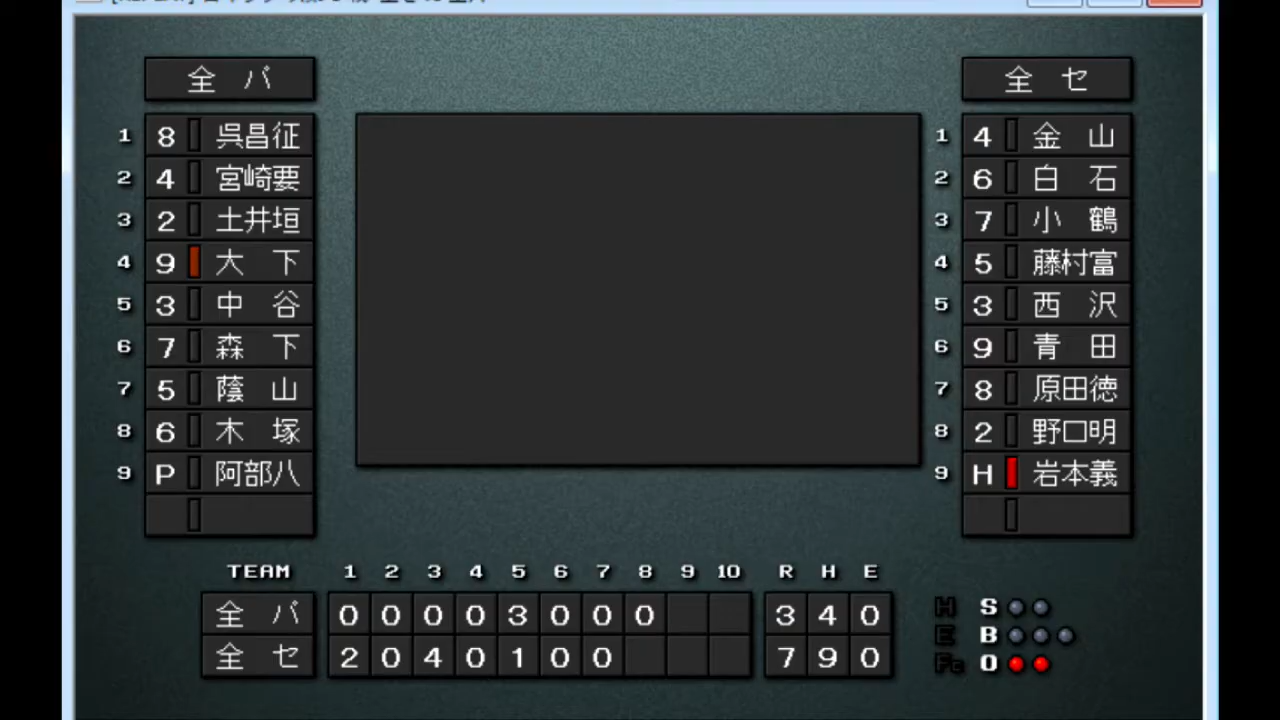 全 パ
1 8 呉昌征
2 4 宮崎要
3 2 土井垣
4 9 大 下
5 3 中 谷
6 7 森 下
7 5 蔭 山
8 6 木 塚
9 P 阿部八
全 セ
1 4 金 山
2 6 白 石
3 7 小 鶴
4 5 藤村富
5 3 西 沢
6 9 青 田
7 8 原田徳
8 2 野口明
9 H 岩本義
TEAM 1 2 3 4 5 6 7 8 9 10 R H E
全 パ 0 0 0 0 3 0 0 0 3 4 0
全 セ 2 0 4 0 1 0 0 7 9 0
H S
E B
Fc O